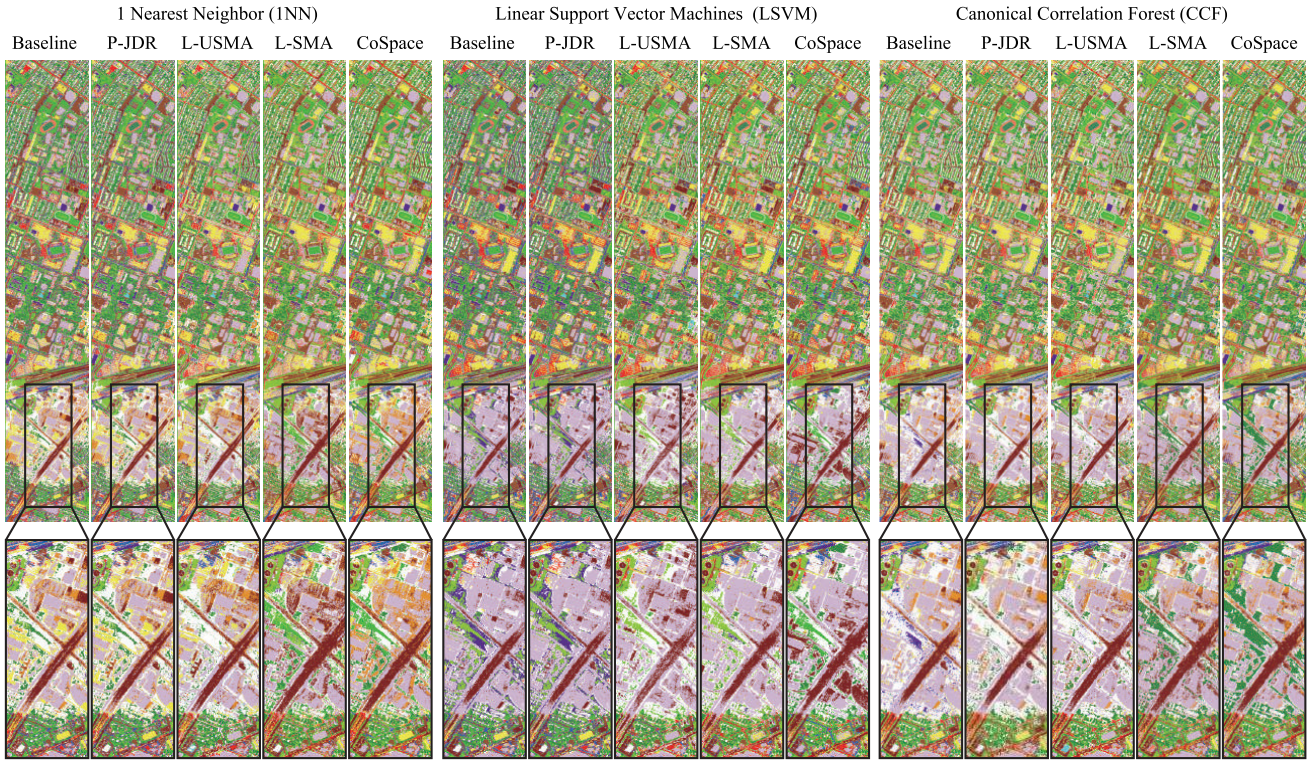 1 Nearest Neighbor (1NN) Linear Support Vector Machines (LSVM) Canonical Correlation Forest (CCF)
Baseline P-JDR L-USMA L-SMA CoSpace Baseline P-JDR L-USMA L-SMA CoSpace Baseline P-JDR L-USMA L-SMA CoSpace